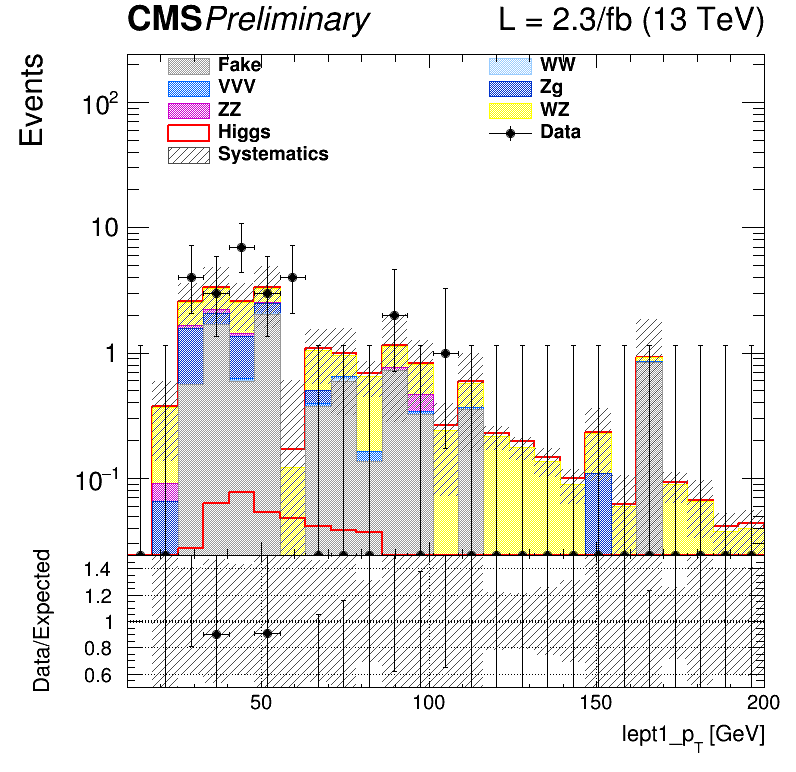 CMS Preliminary L = 2.3/fb (13 TeV)
Events
Fake WW
VVV Zg
ZZ WZ
Higgs Data
Systematics
10^2
10
1
10^−1
Data/Expected
1.4
1.2
1
0.8
0.6
50 100 150 200
lept1_p_T [GeV]